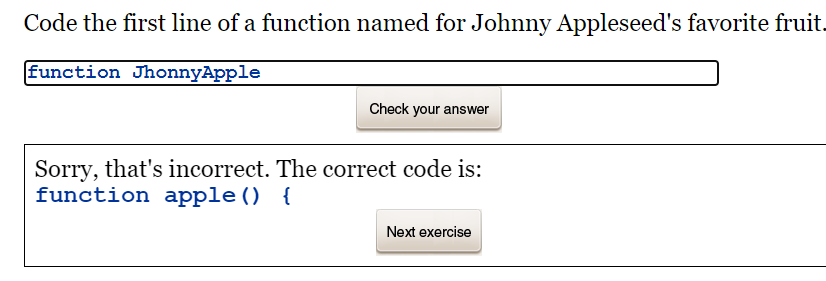 Code the first line of a function named for Johnny Appleseed's favorite fruit.
function JhonnyApple
Check your answer
Sorry, that's incorrect. The correct code is:
function apple() {
Next exercise